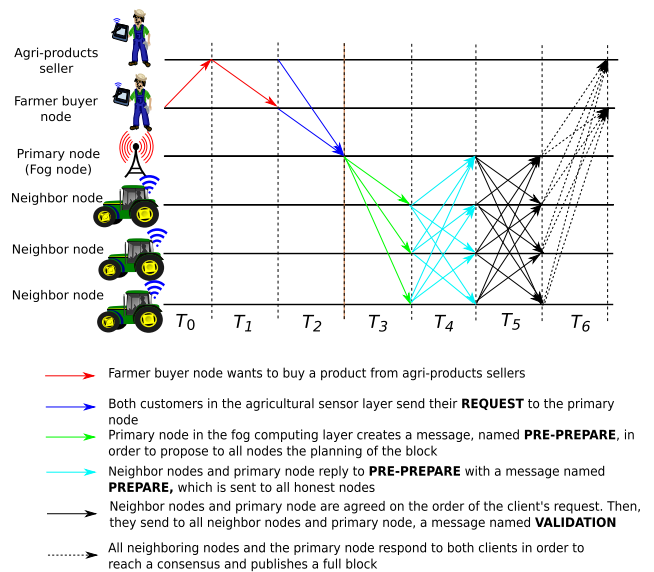 Agri-products
seller
Farmer buyer
node
Primary node
(Fog node)
Neighbor node
Neighbor node
Neighbor node
T0 T1 T2 T3 T4 T5 T6
Farmer buyer node wants to buy a product from agri-products sellers
Both customers in the agricultural sensor layer send their REQUEST to the primary
node
Primary node in the fog computing layer creates a message, named PRE-PREPARE, in
order to propose to all nodes the planning of the block
Neighbor nodes and primary node reply to PRE-PREPARE with a message named
PREPARE, which is sent to all honest nodes
Neighbor nodes and primary node are agreed on the order of the client's request. Then,
they send to all neighbor nodes and primary node, a message named VALIDATION
All neighboring nodes and the primary node respond to both clients in order to
reach a consensus and publishes a full block